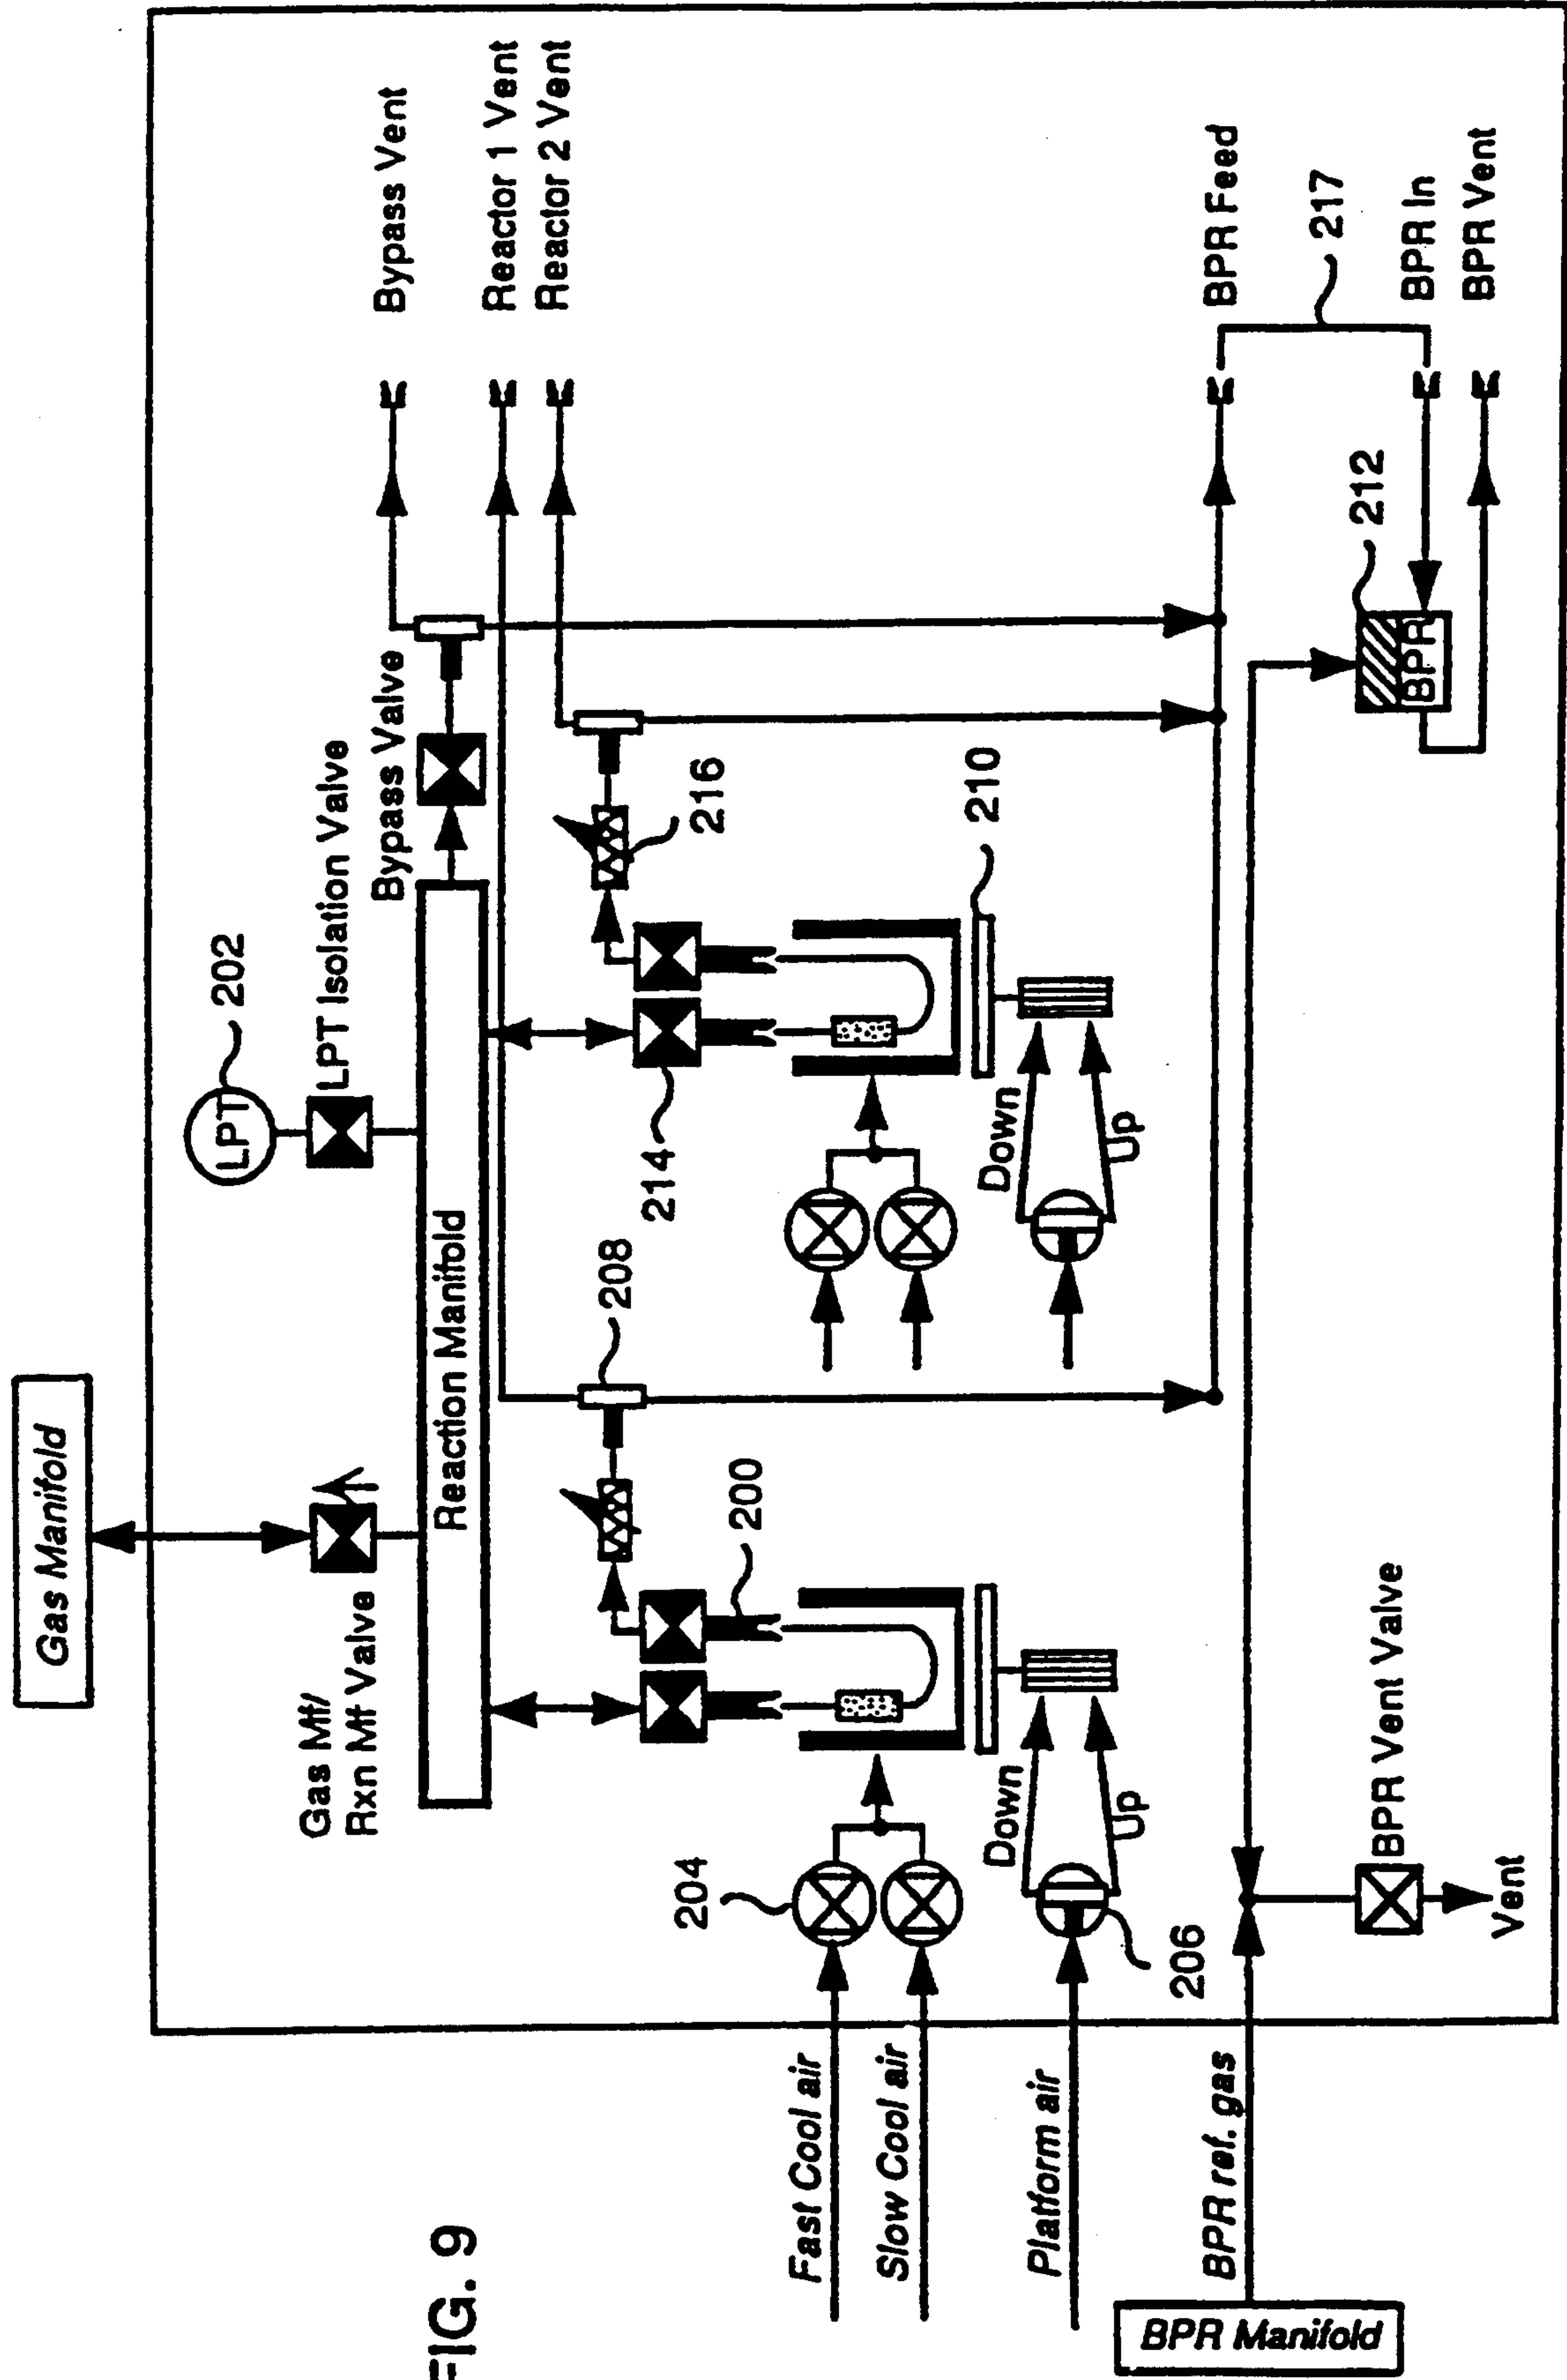 FIG. 9
Gas Manifold
Gas Mf/
Rxn Mf Valve
Reaction Manifold
LPT
202
LPT Isolation Valve
Bypass Valve
Bypass Vent
Reactor 1 Vent
Reactor 2 Vent
208
200
214
216
210
204
206
Down
Up
Down
Up
Fast Cool air
Slow Cool air
Platform air
BPR ref. gas
BPR Manifold
BPR Vent Valve
Vent
BPR
212
BPR Feed
217
BPR In
BPR Vent